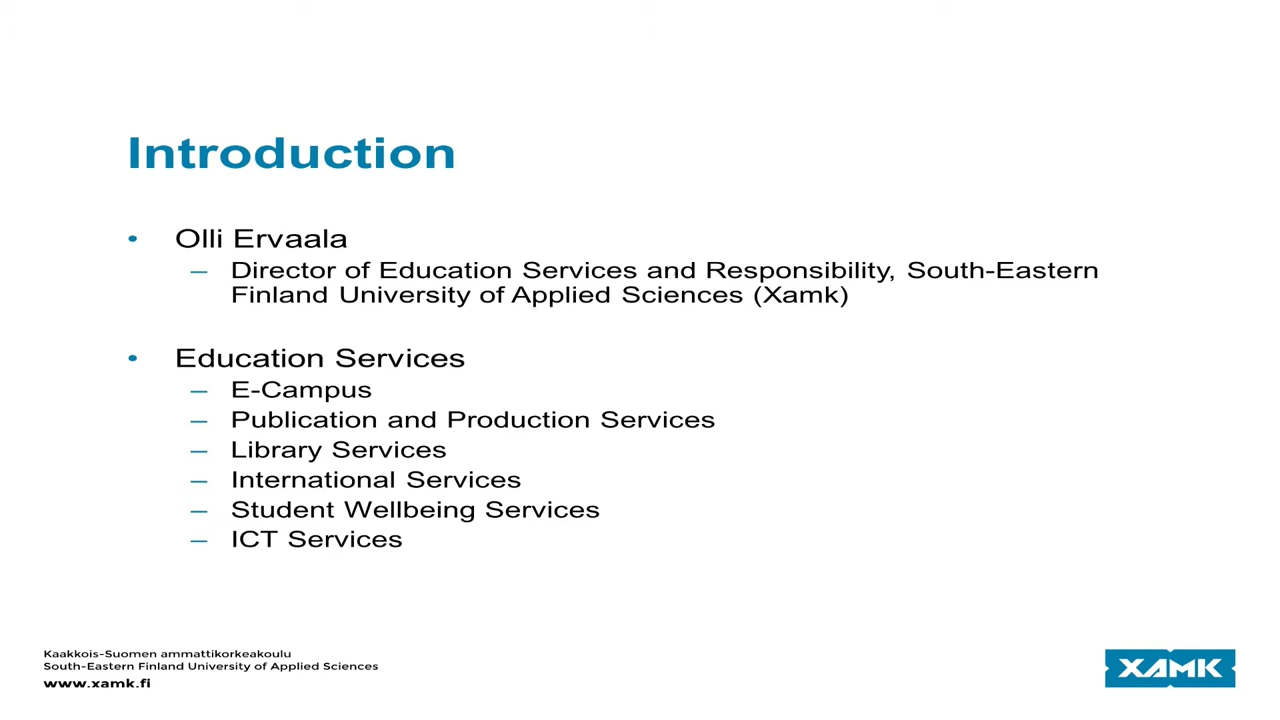 Introduction
• Olli Ervaala
– Director of Education Services and Responsibility, South-Eastern
Finland University of Applied Sciences (Xamk)
• Education Services
– E-Campus
– Publication and Production Services
– Library Services
– International Services
– Student Wellbeing Services
– ICT Services
Kaakkois-Suomen ammattikorkeakoulu
South-Eastern Finland University of Applied Sciences
www.xamk.fi
XAMK